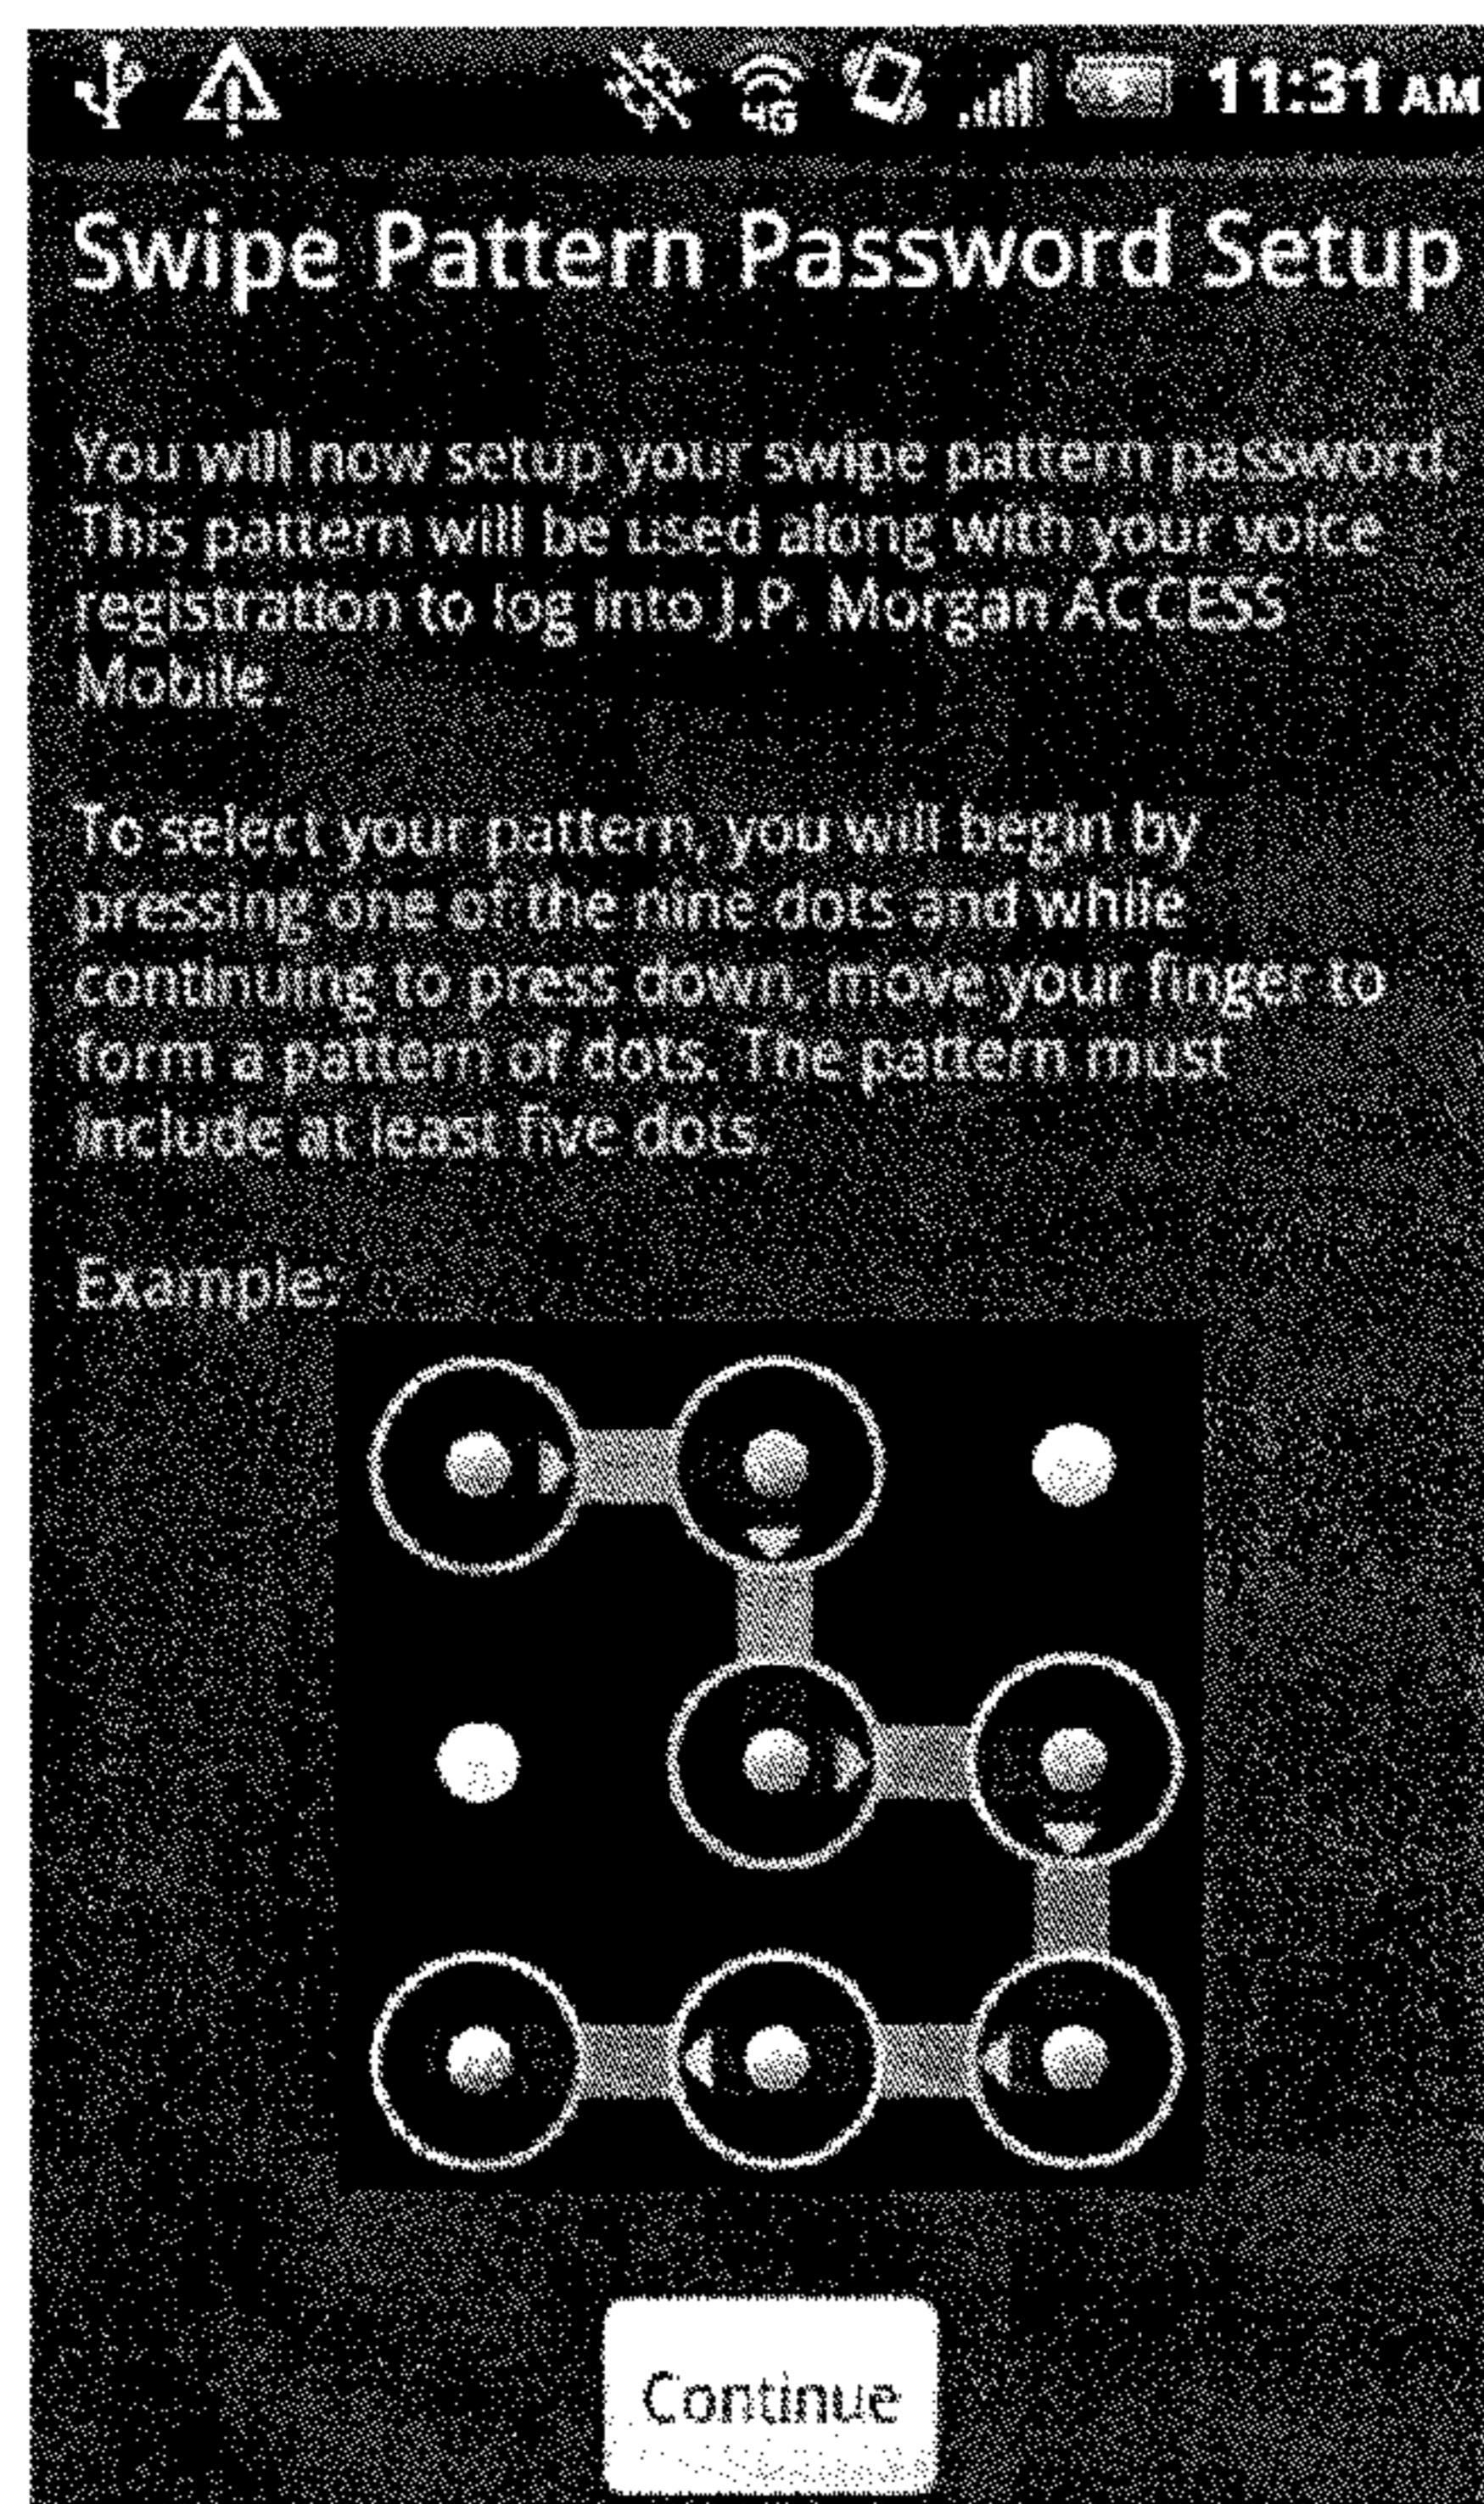 4G 11:31 AM
Swipe Pattern Password Setup
You will now setup your swipe pattern password.
This pattern will be used along with your voice
registration to log into J.P. Morgan ACCESS
Mobile.
To select your pattern, you will begin by
pressing one of the nine dots and while
continuing to press down, move your finger to
form a pattern of dots. The pattern must
include at least five dots.
Example:
Continue